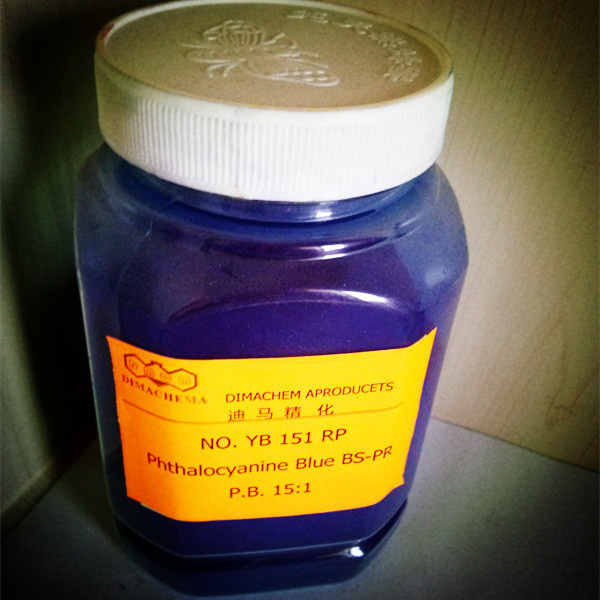 DIMACHEMA
DIMACHEM APRODUCETS
迪马精化
NO. YB 151 RP
Phthalocyanine Blue BS-PR
P.B. 15:1